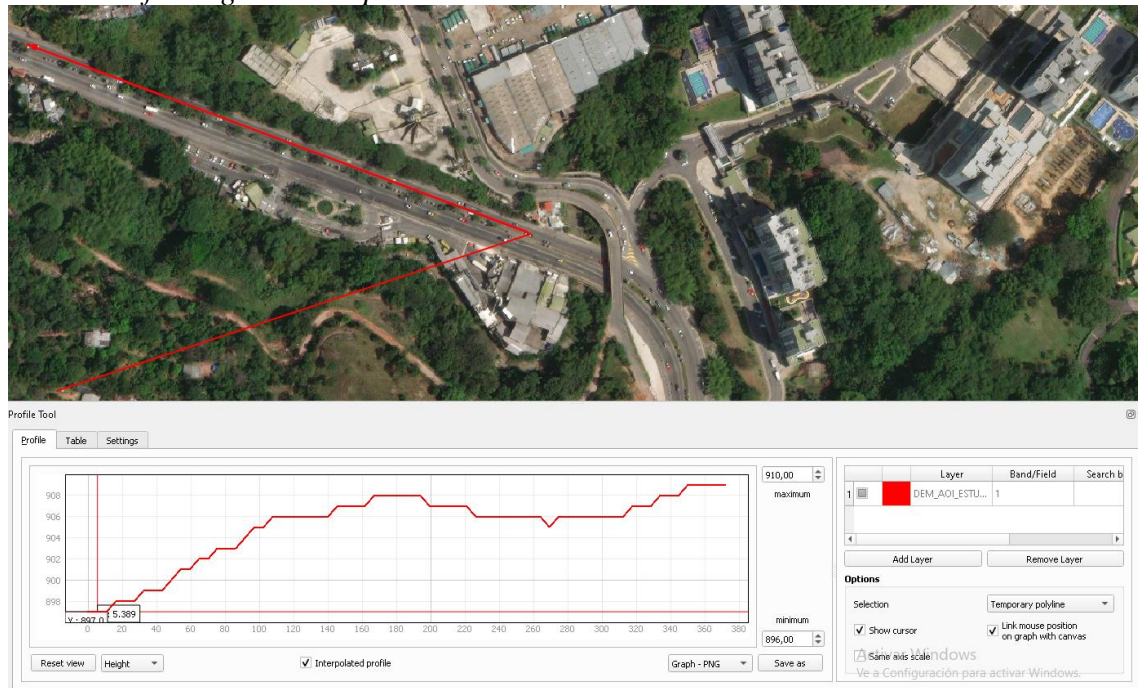 Profile Tool
Profile Table Settings
910,00
maximum
908
906
904
902
900
898
Y : 897.0
5.389
0 20 40 60 80 100 120 140 160 180 200 220 240 260 280 300 320 340 360 380
minimum
896,00
Reset view Height Interpolated profile Graph - PNG Save as
Layer Band/Field Search b
1 DEM_AOI_ESTU... 1
Add Layer Remove Layer
Options
Selection Temporary polyline
Show cursor Link mouse position on graph with canvas
Same axis scale
Activar Windows
Ve a Configuración para activar Windows.